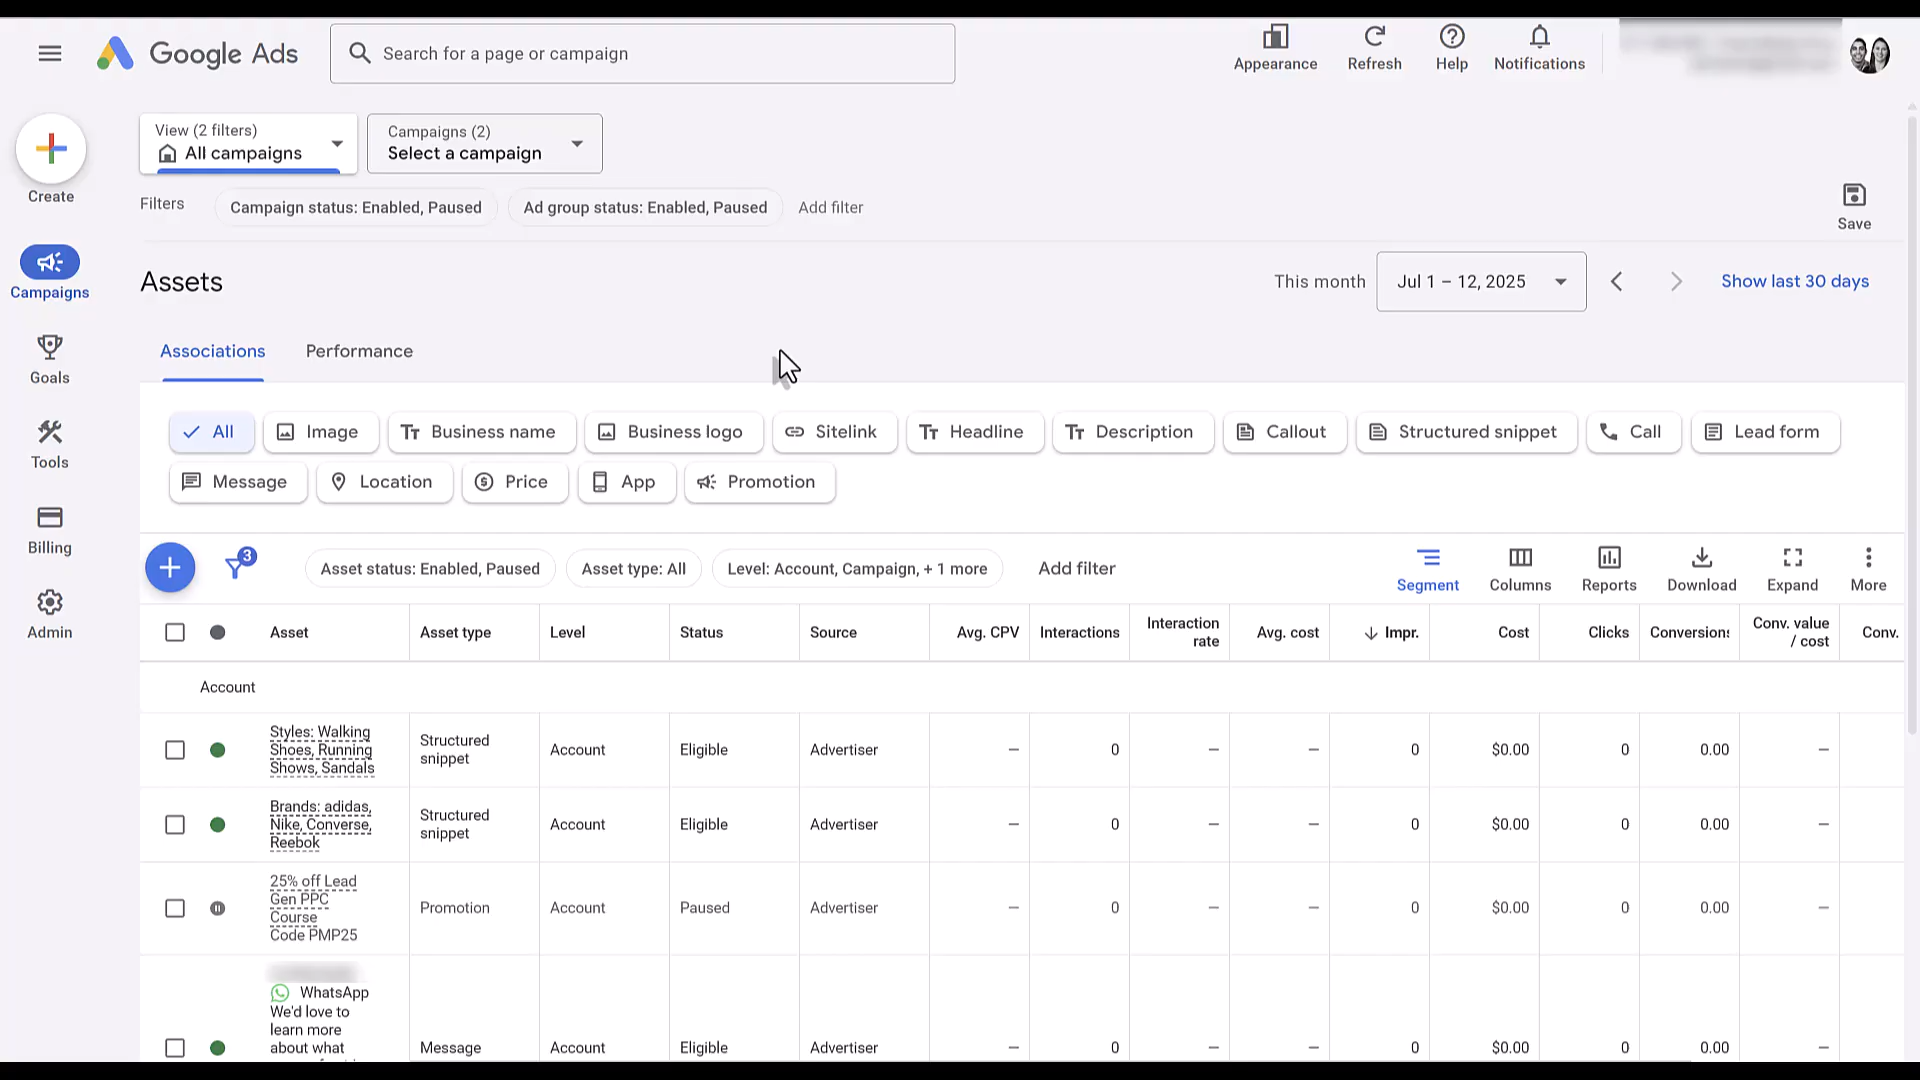 Google Ads
Search for a page or campaign
Appearance
Refresh
Help
Notifications
Create
Campaigns
Goals
Tools
Billing
Admin
View (2 filters)
All campaigns
Campaigns (2)
Select a campaign
Filters
Campaign status: Enabled, Paused
Ad group status: Enabled, Paused
Add filter
Save
Assets
This month
Jul 1 – 12, 2025
Show last 30 days
Associations
Performance
All
Image
Business name
Business logo
Sitelink
Headline
Description
Callout
Structured snippet
Call
Lead form
Message
Location
Price
App
Promotion
3
Asset status: Enabled, Paused
Asset type: All
Level: Account, Campaign, + 1 more
Add filter
Segment
Columns
Reports
Download
Expand
More
Asset
Asset type
Level
Status
Source
Avg. CPV
Interactions
Interaction
rate
Avg. cost
Impr.
Cost
Clicks
Conversions
Conv. value
/ cost
Conv.
Account
Styles: Walking
Shoes, Running
Shows, Sandals
Structured
snippet
Account
Eligible
Advertiser
–
0
–
–
0
$0.00
0
0.00
–
Brands: adidas,
Nike, Converse,
Reebok
Structured
snippet
Account
Eligible
Advertiser
–
0
–
–
0
$0.00
0
0.00
–
25% off Lead
Gen PPC
Course
Code PMP25
Promotion
Account
Paused
Advertiser
–
0
–
–
0
$0.00
0
0.00
–
WhatsApp
We'd love to
learn more
about what
Message
Account
Eligible
Advertiser
–
0
–
–
0
$0.00
0
0.00
–